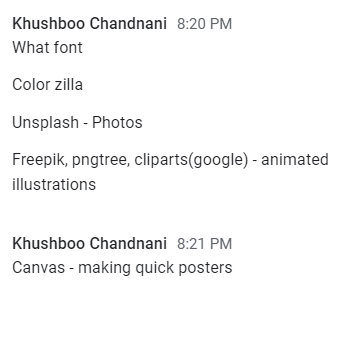 Khushboo Chandnani 8:20 PM
What font
Color zilla
Unsplash - Photos
Freepik, pngtree, cliparts(google) - animated
illustrations
Khushboo Chandnani 8:21 PM
Canvas - making quick posters